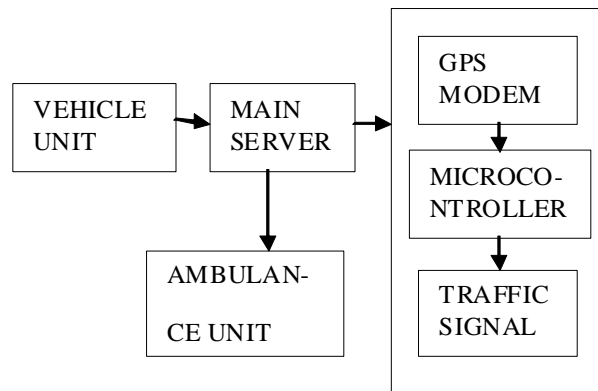 VEHICLE
UNIT
MAIN
SERVER
AMBULAN-
CE UNIT
GPS
MODEM
MICROCO-
NTROLLER
TRAFFIC
SIGNAL